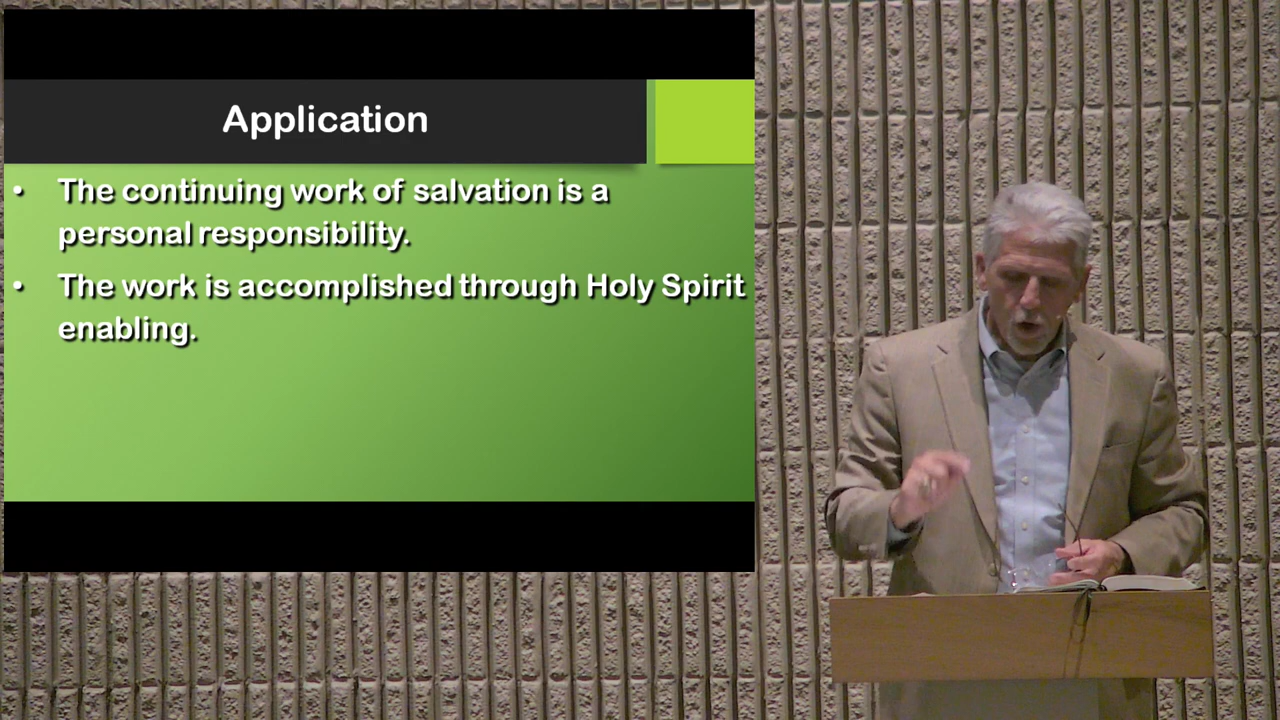 Application
• The continuing work of salvation is a
personal responsibility.
• The work is accomplished through Holy Spirit
enabling.